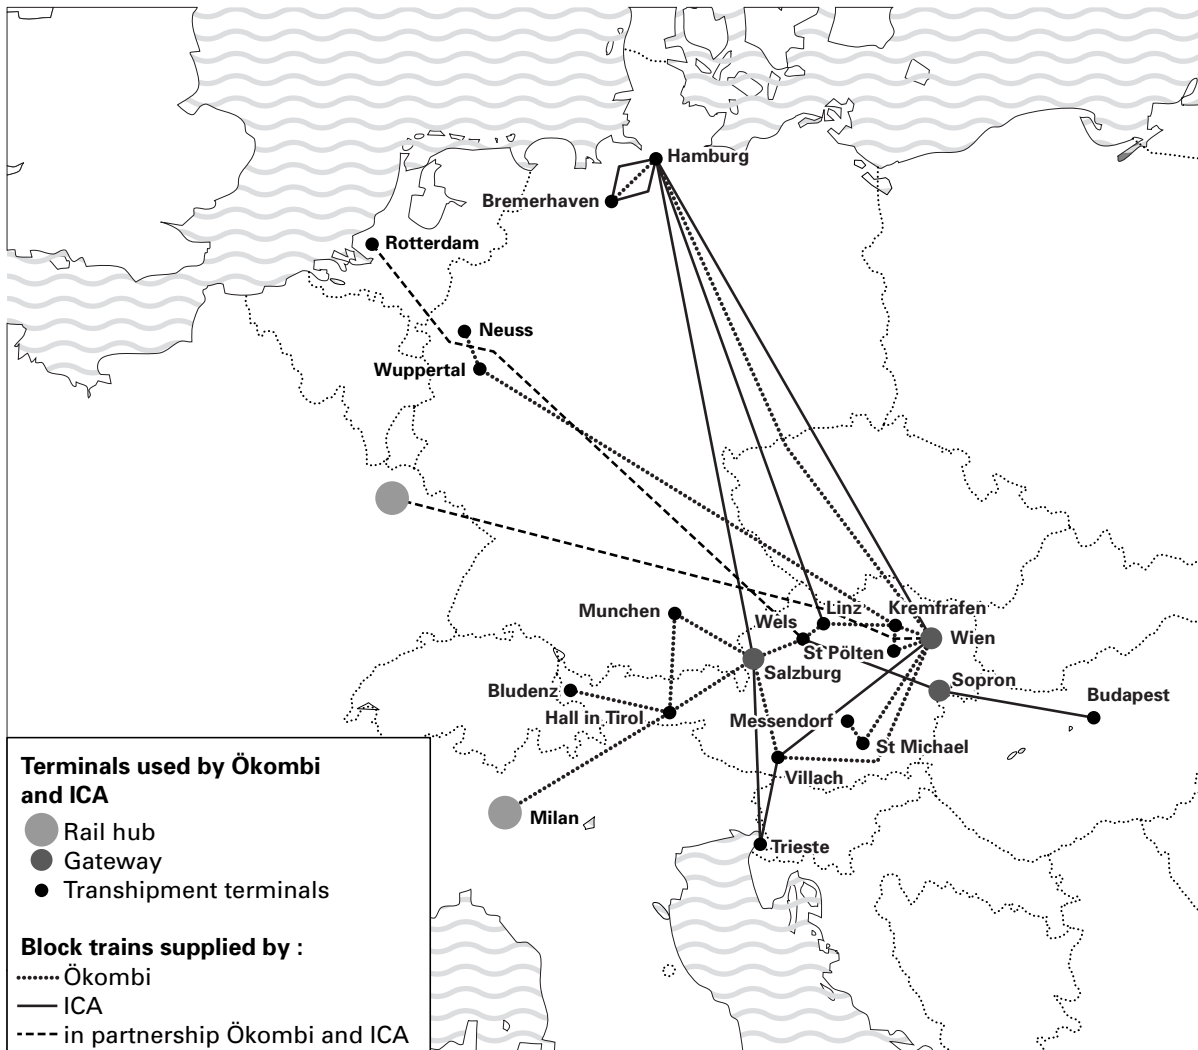 Hamburg
Bremerhaven
Rotterdam
Neuss
Wuppertal
Munchen
Wels
Linz
Kremfrafen
St Pölten
Wien
Salzburg
Sopron
Bludenz
Hall in Tirol
Messendorf
Budapest
St Michael
Villach
Milan
Trieste
Terminals used by Ökombi
and ICA
Rail hub
Gateway
Transhipment terminals
Block trains supplied by :
Ökombi
ICA
in partnership Ökombi and ICA